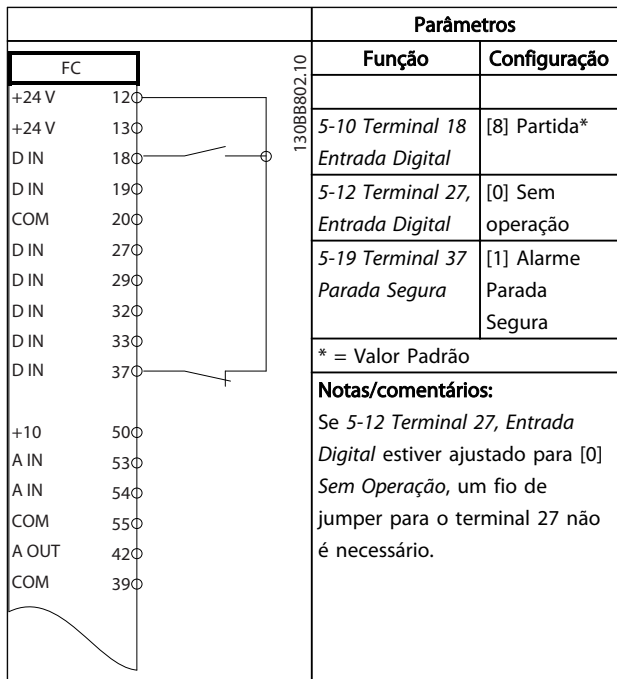 FC
+24 V 12
+24 V 13
D IN 18
D IN 19
COM 20
D IN 27
D IN 29
D IN 32
D IN 33
D IN 37
+10 50
A IN 53
A IN 54
COM 55
A OUT 42
COM 39
130BB802.10
Parâmetros
Função Configuração
5-10 Terminal 18 [8] Partida*
Entrada Digital
5-12 Terminal 27, [0] Sem
Entrada Digital operação
5-19 Terminal 37 [1] Alarme
Parada Segura Parada
Segura
* = Valor Padrão
Notas/comentários:
Se 5-12 Terminal 27, Entrada
Digital estiver ajustado para [0]
Sem Operação, um fio de
jumper para o terminal 27 não
é necessário.